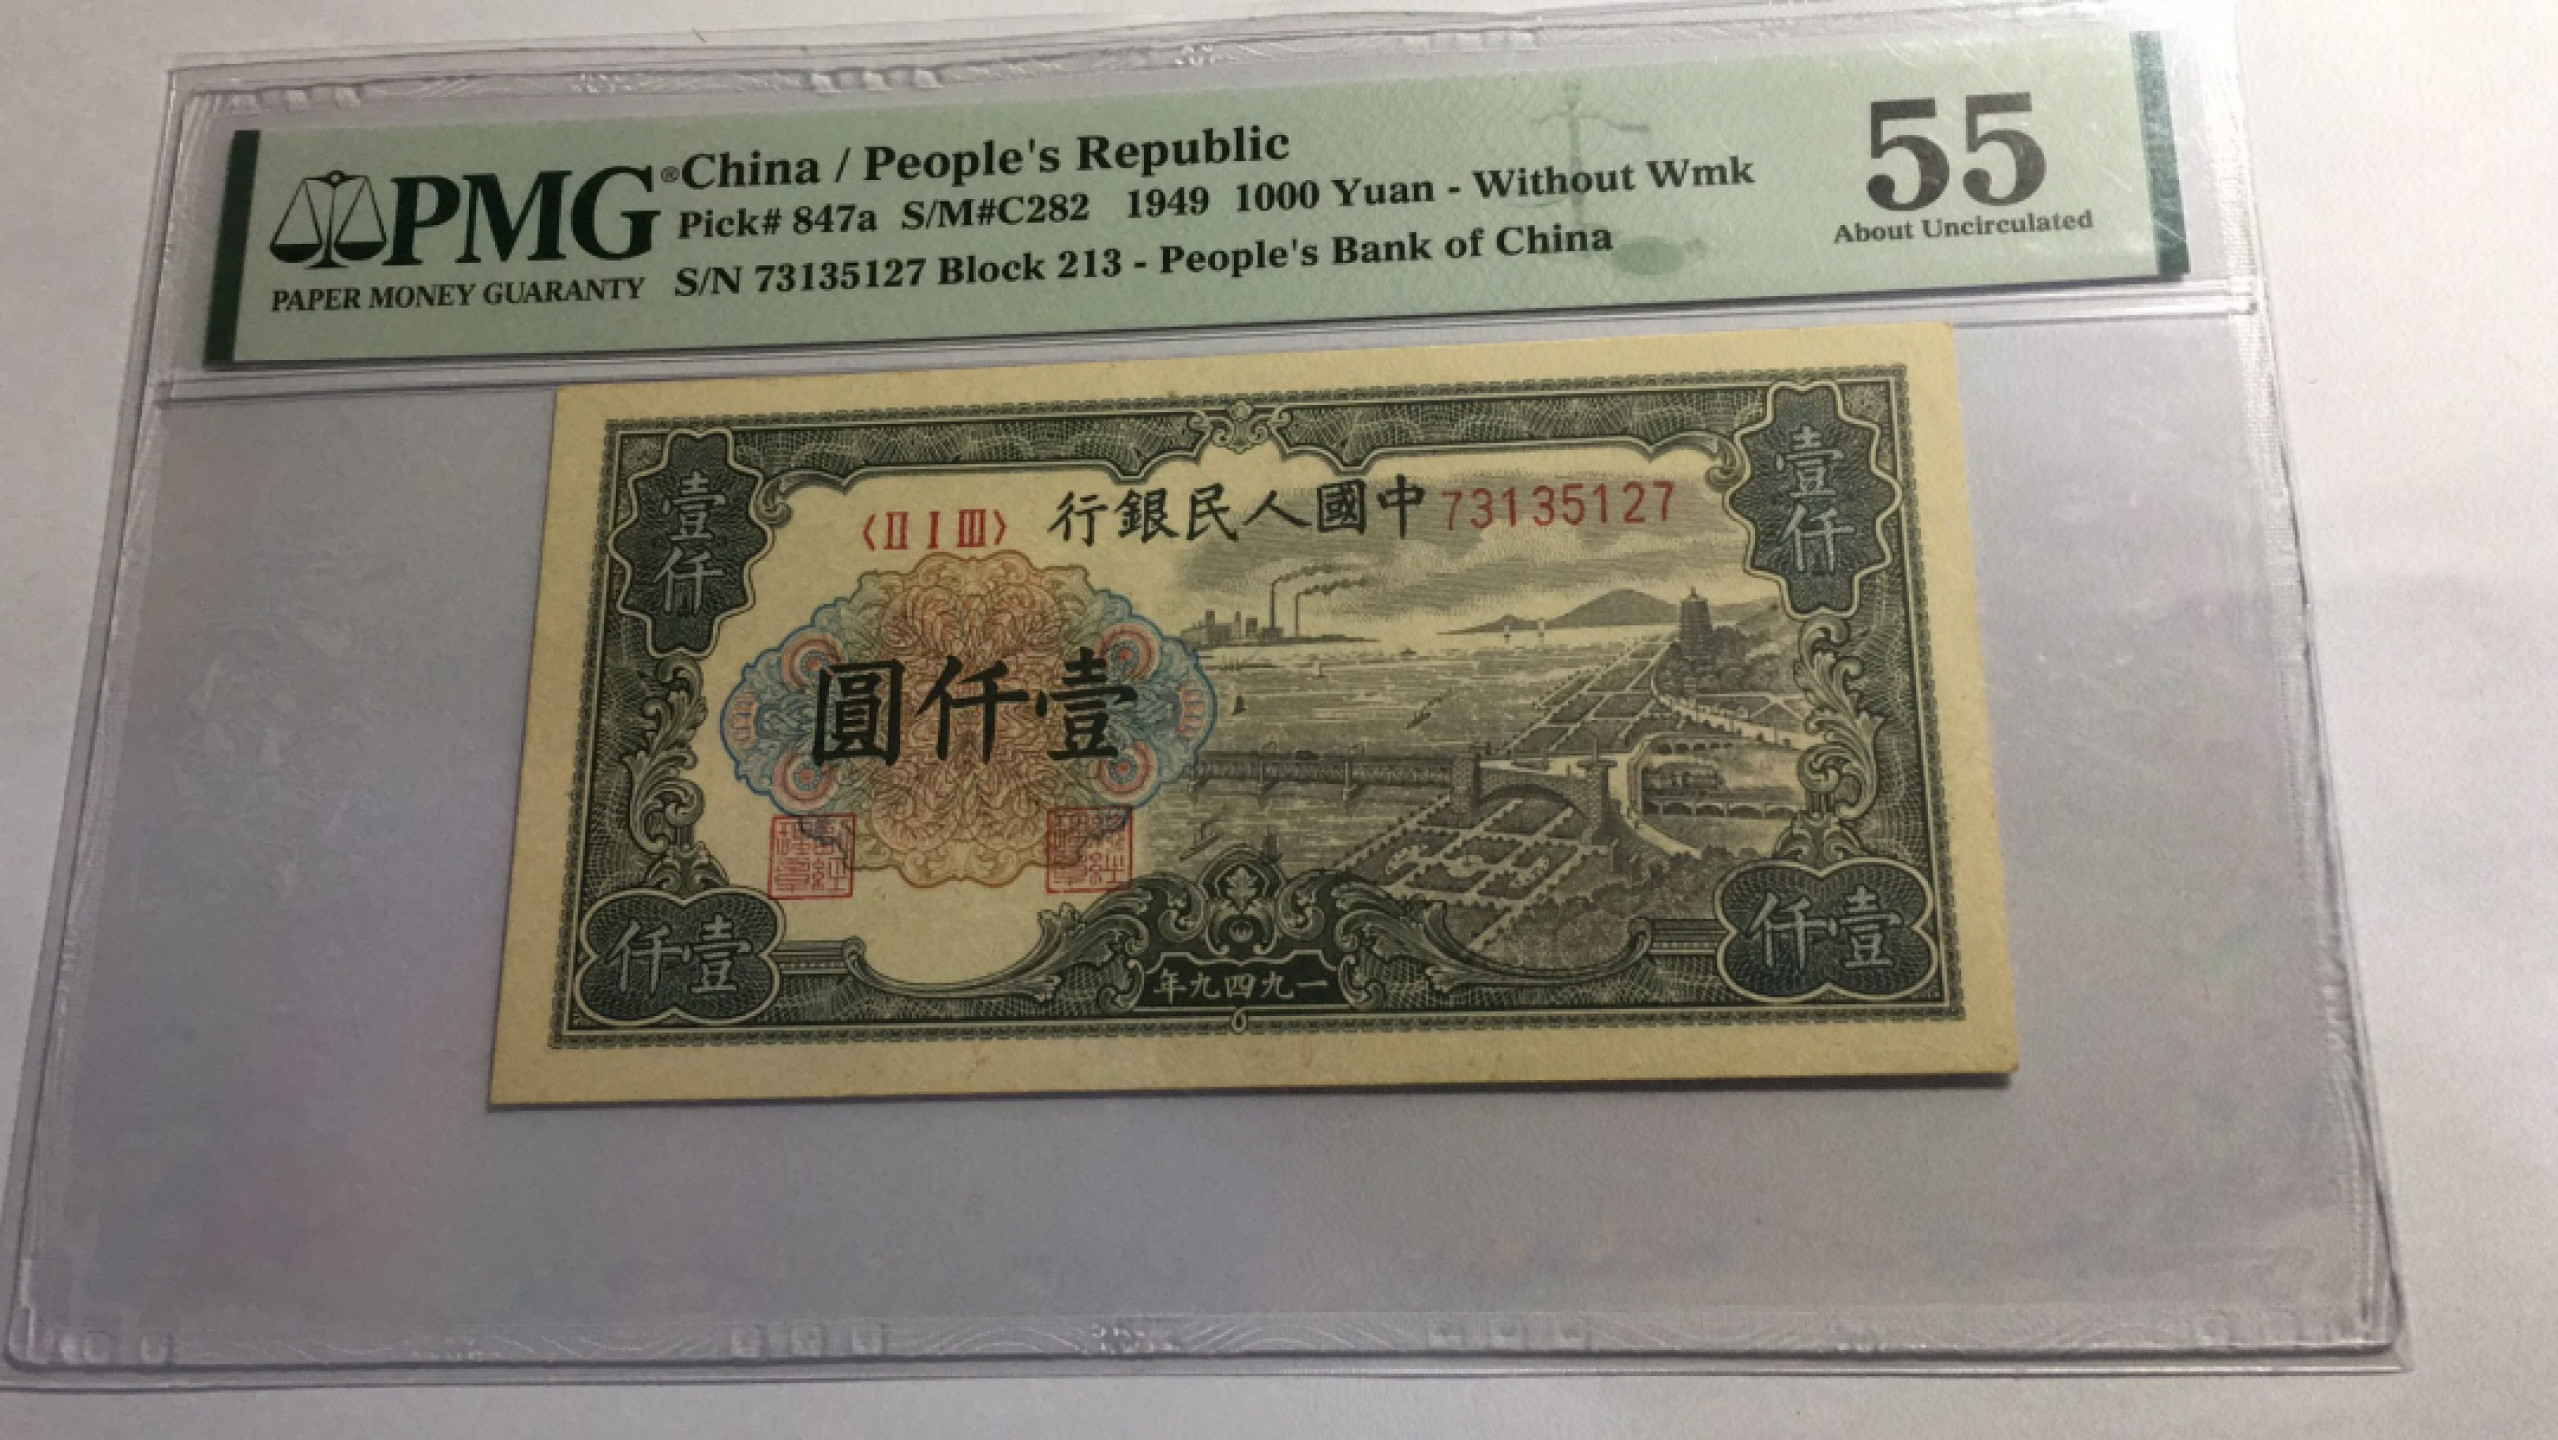 PMG®
PAPER MONEY GUARANTY
China / People's Republic
Pick# 847a S/M#C282 1949 1000 Yuan - Without Wmk
S/N 73135127 Block 213 - People's Bank of China
55
About Uncirculated
壹仟
壹仟
〈II I III〉 行銀民人國中 73135127
圓仟壹
仟壹
仟壹
年九四九一
6